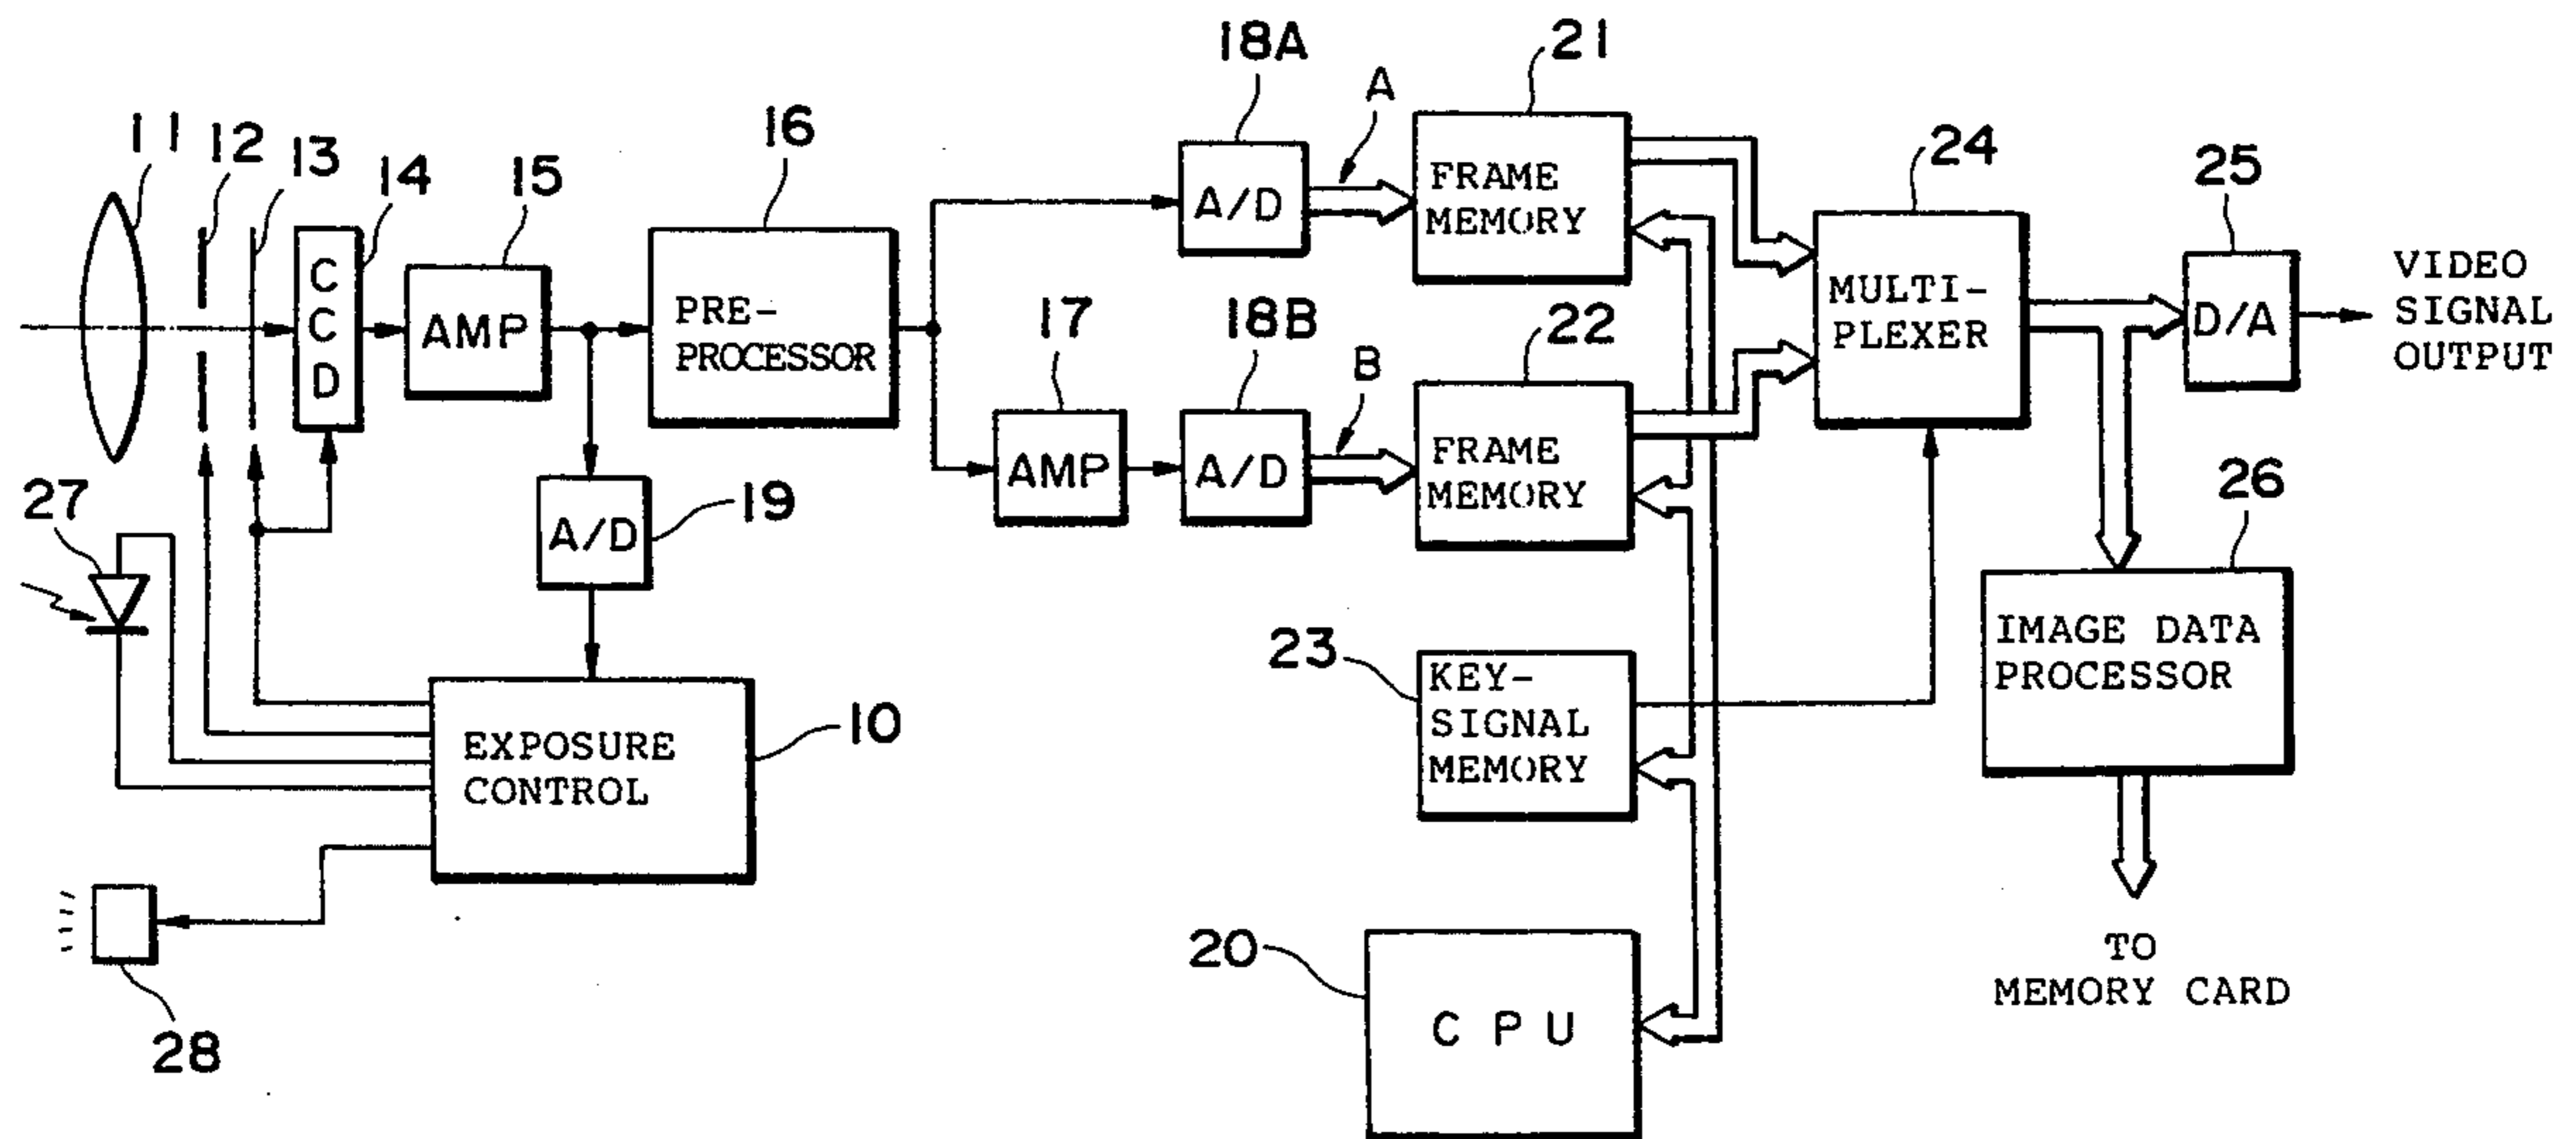 11
12
13
14
15
16
17
18A
18B
19
A
B
21
22
24
25
C
C
D
AMP
PRE-
PROCESSOR
A/D
AMP
A/D
FRAME
MEMORY
FRAME
MEMORY
MULTI-
PLEXER
D/A
VIDEO
SIGNAL
OUTPUT
27
A/D
EXPOSURE
CONTROL
10
28
23
KEY-
SIGNAL
MEMORY
26
IMAGE DATA
PROCESSOR
TO
MEMORY CARD
20
CPU